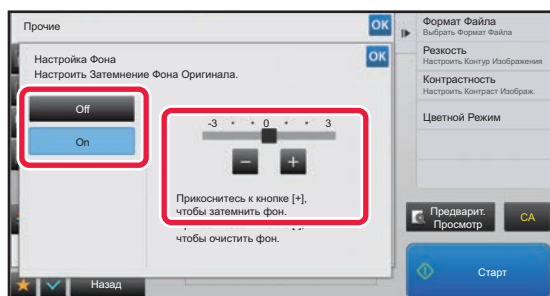 Прочие
OK
Настройка Фона
OK
Настроить Затемнение Фона Оригинала.
Off
On
-3 • • 0 • • 3
− +
Прикоснитесь к кнопке [+],
чтобы затемнить фон.
чтобы очистить фон.
Назад
Формат Файла
Выбрать Формат Файла
Резкость
Настроить Контур Изображения
Контрастность
Настроить Контраст Изображ.
Цветной Режим
Предварит.
Просмотр
CA
Старт